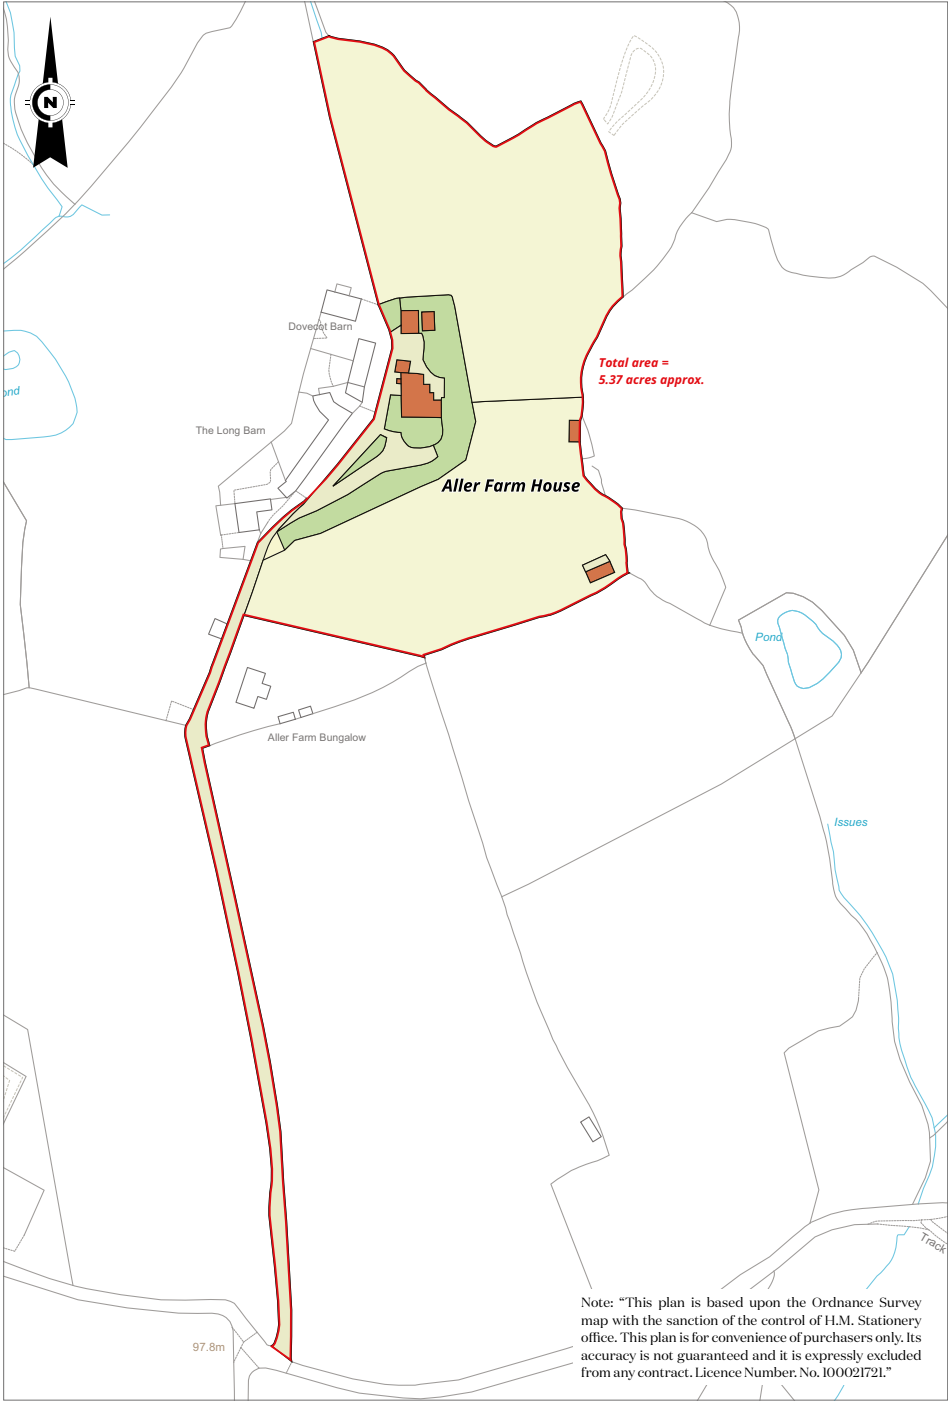 N
Dovecot Barn
ond
Total area =
5.37 acres approx.
The Long Barn
Aller Farm House
Pond
Aller Farm Bungalow
Issues
Track
Note: “This plan is based upon the Ordnance Survey
map with the sanction of the control of H.M. Stationery
office. This plan is for convenience of purchasers only. Its
accuracy is not guaranteed and it is expressly excluded
from any contract. Licence Number. No. 100021721.”
97.8m